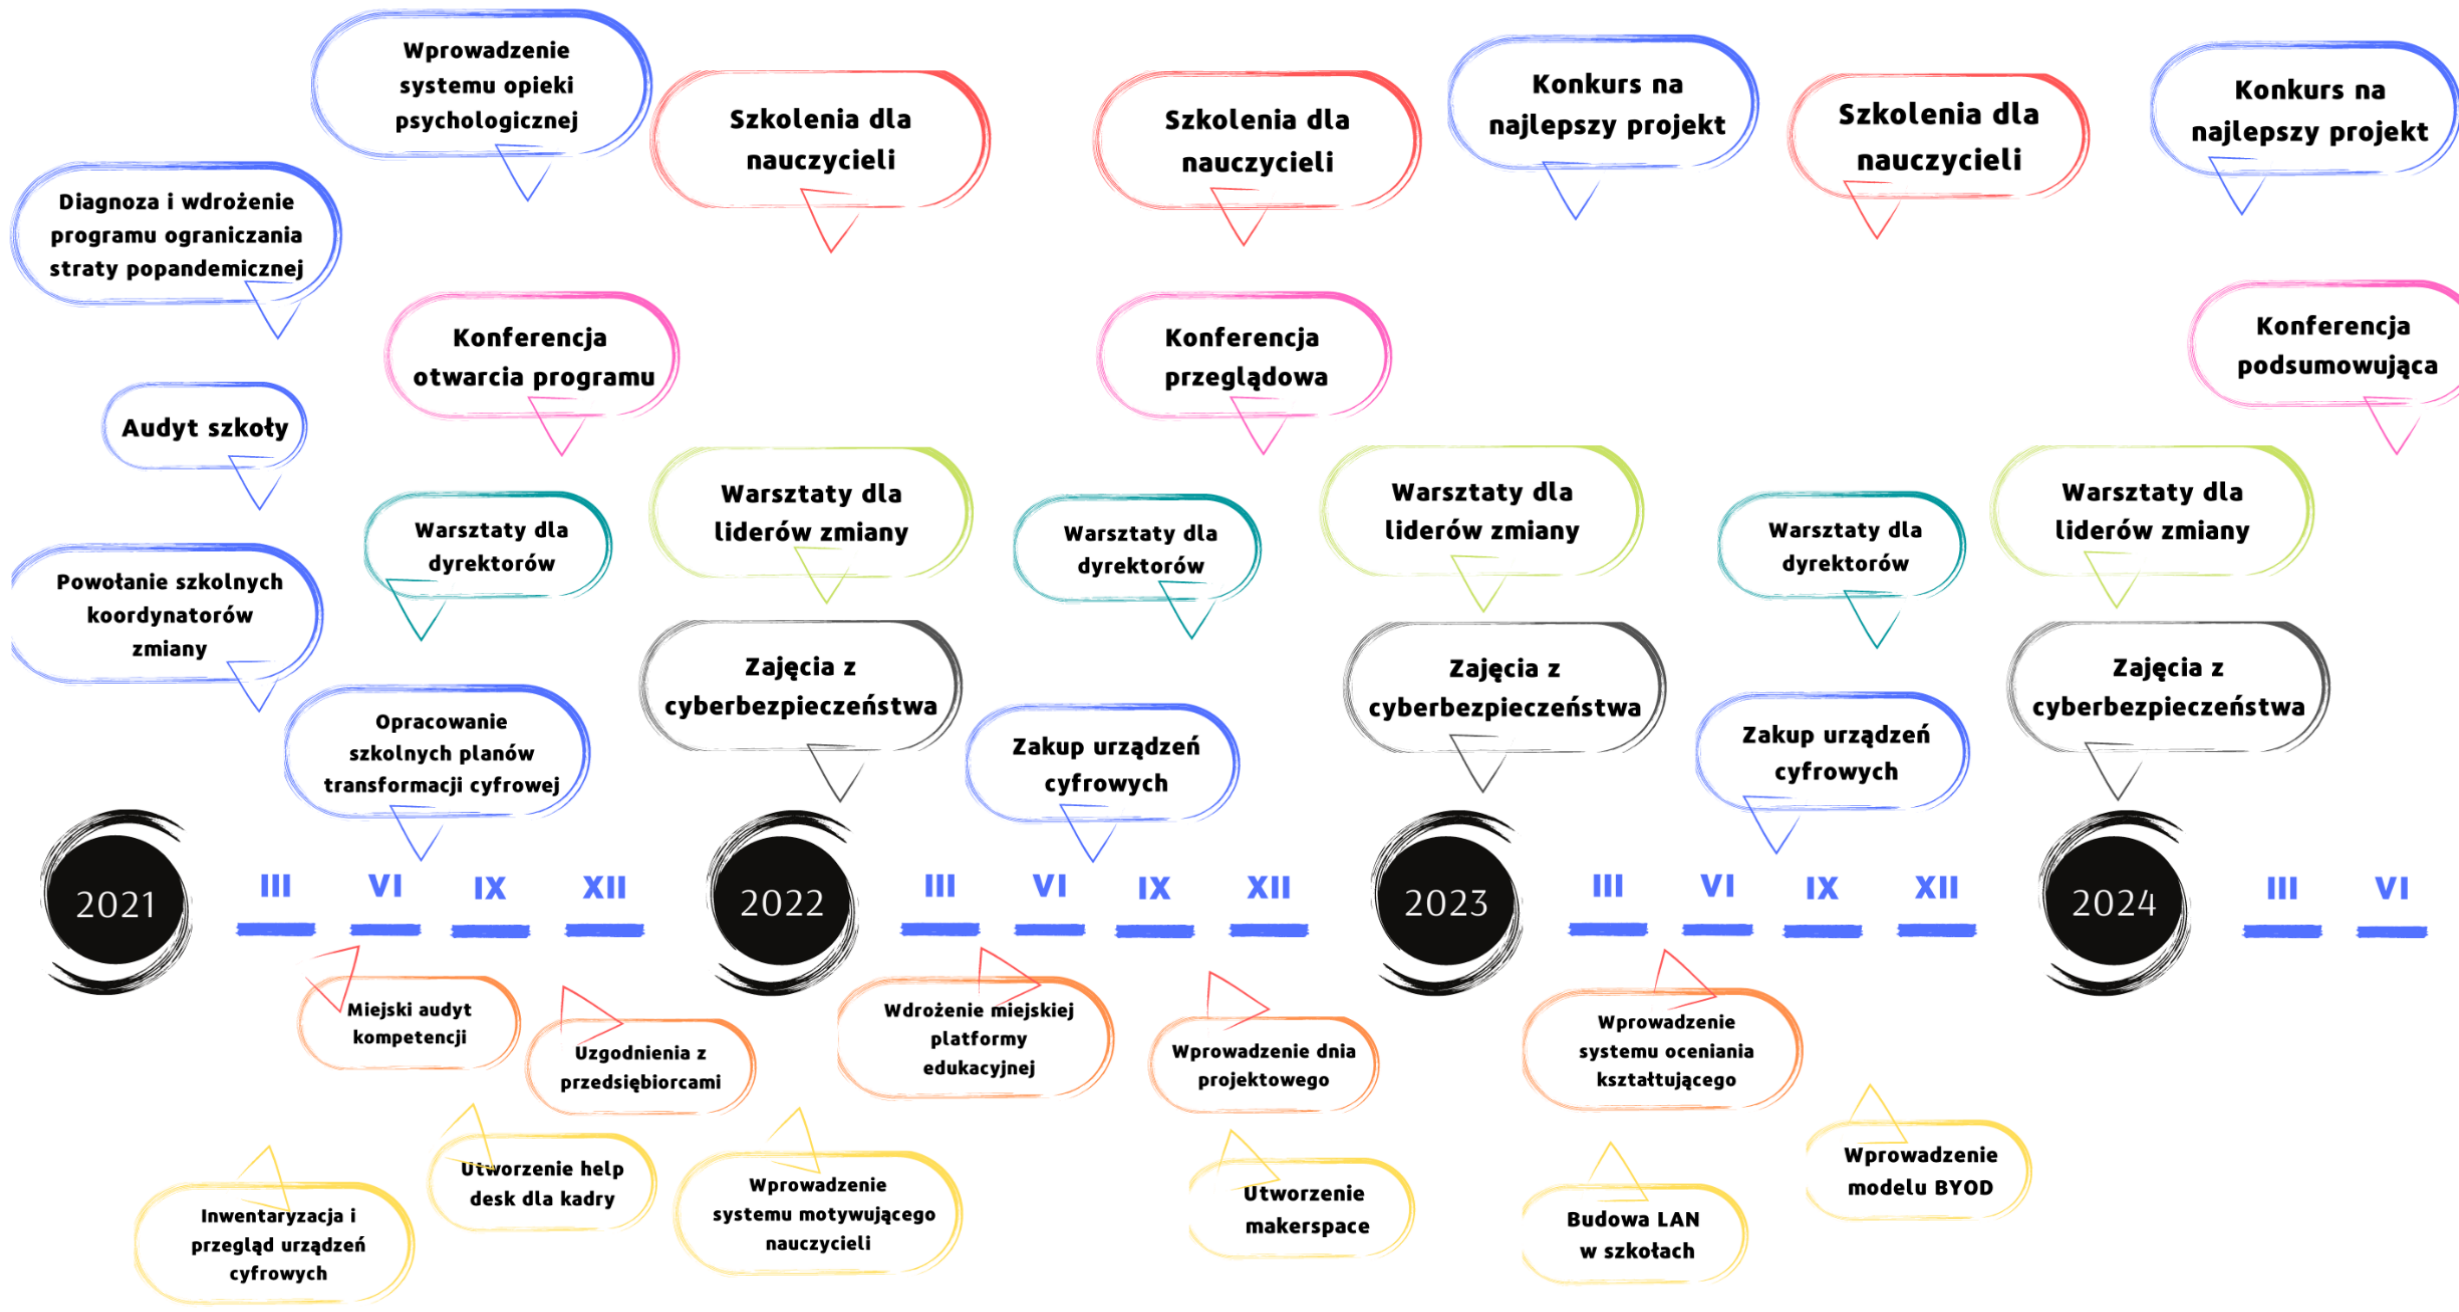 Wprowadzenie
systemu opieki
psychologicznej
Szkolenia dla
nauczycieli
Szkolenia dla
nauczycieli
Konkurs na
najlepszy projekt
Szkolenia dla
nauczycieli
Konkurs na
najlepszy projekt
Diagnoza i wdrożenie
programu ograniczania
straty popandemicznej
Konferencja
otwarcia programu
Konferencja
przeglądowa
Konferencja
podsumowująca
Audyt szkoły
Warsztaty dla
dyrektorów
Warsztaty dla
liderów zmiany
Warsztaty dla
dyrektorów
Warsztaty dla
liderów zmiany
Warsztaty dla
dyrektorów
Warsztaty dla
liderów zmiany
Powołanie szkolnych
koordynatorów
zmiany
Opracowanie
szkolnych planów
transformacji cyfrowej
Zajęcia z
cyberbezpieczeństwa
Zakup urządzeń
cyfrowych
Zajęcia z
cyberbezpieczeństwa
Zakup urządzeń
cyfrowych
Zajęcia z
cyberbezpieczeństwa
2021 III VI IX XII 2022 III VI IX XII 2023 III VI IX XII 2024 III VI
Miejski audyt
kompetencji
Uzgodnienia z
przedsiębiorcami
Wdrożenie miejskiej
platformy
edukacyjnej
Wprowadzenie dnia
projektowego
Wprowadzenie
systemu oceniania
kształtującego
Inwentaryzacja i
przegląd urządzeń
cyfrowych
Utworzenie help
desk dla kadry
Wprowadzenie
systemu motywującego
nauczycieli
Utworzenie
makerspace
Budowa LAN
w szkołach
Wprowadzenie
modelu BYOD